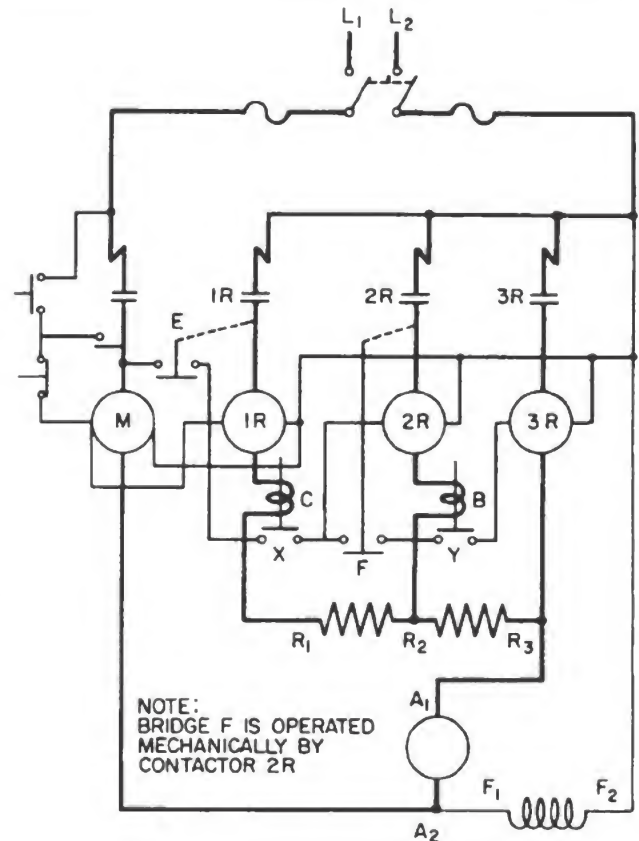 L1 L2
1R 2R 3R
E
M 1R 2R 3R
C B
X F Y
R1 R2 R3
NOTE:
BRIDGE F IS OPERATED
MECHANICALLY BY
CONTACTOR 2R
A1
F1 F2
A2